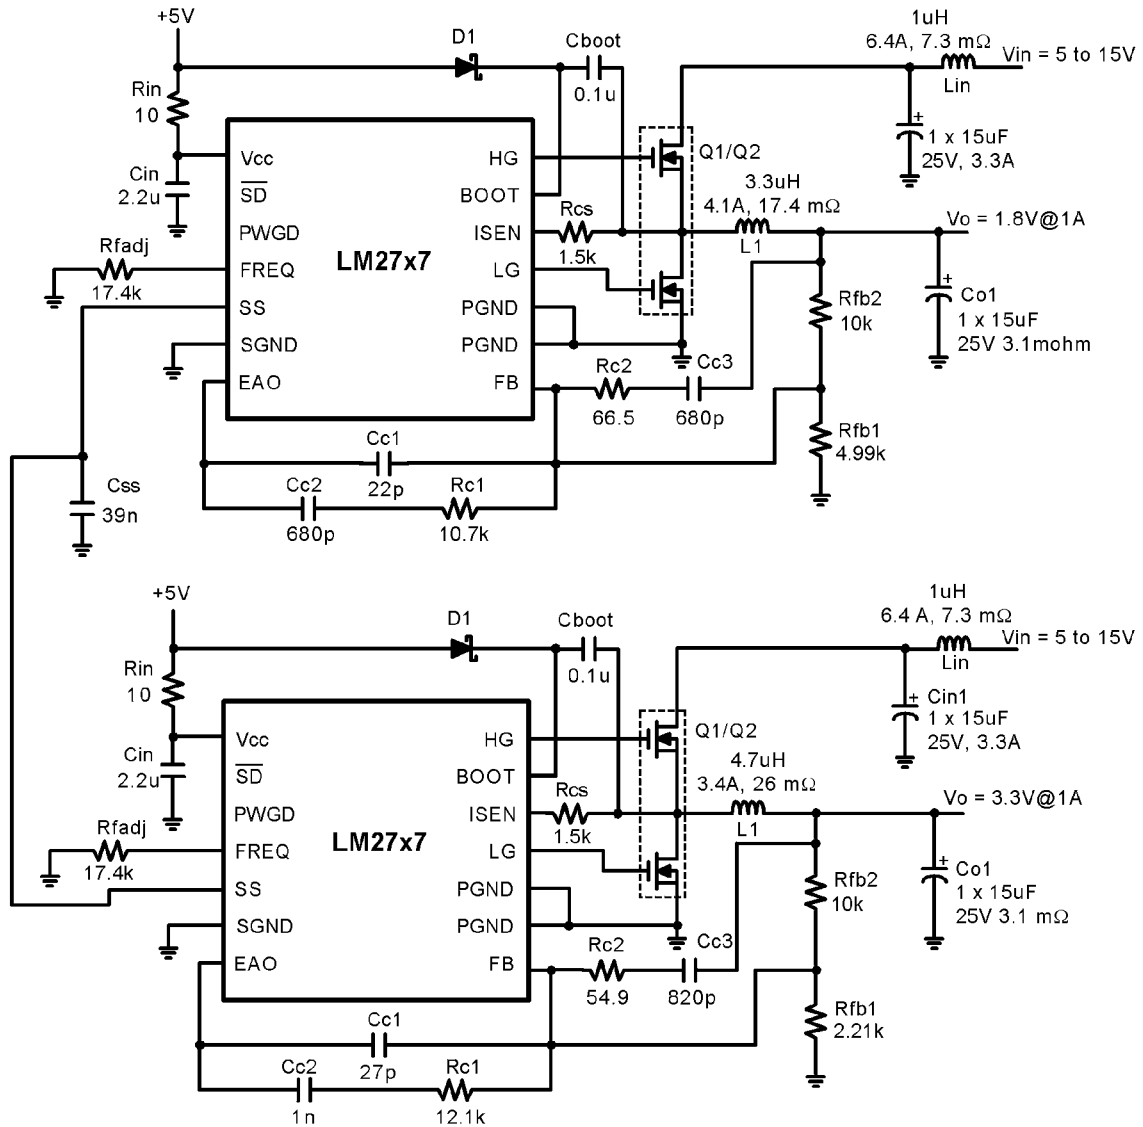 +5V
D1
Cboot
0.1u
1uH
6.4A, 7.3 mΩ
Vin = 5 to 15V
Lin
Rin
10
+
1 x 15uF
25V, 3.3A
Cin
2.2u
Vcc
SD
PWGD
FREQ
SS
SGND
EAO
LM27x7
HG
BOOT
ISEN
LG
PGND
PGND
FB
Q1/Q2
3.3uH
4.1A, 17.4 mΩ
L1
Vo = 1.8V@1A
Rcs
1.5k
Rfadj
17.4k
+
Co1
1 x 15uF
25V 3.1mohm
Rfb2
10k
Rc2
66.5
Cc3
680p
Rfb1
4.99k
Cc1
22p
Cc2
680p
Rc1
10.7k
Css
39n
+5V
D1
Cboot
0.1u
1uH
6.4 A, 7.3 mΩ
Vin = 5 to 15V
Lin
Rin
10
+
Cin1
1 x 15uF
25V, 3.3A
Cin
2.2u
Vcc
SD
PWGD
FREQ
SS
SGND
EAO
LM27x7
HG
BOOT
ISEN
LG
PGND
PGND
FB
Q1/Q2
4.7uH
3.4A, 26 mΩ
L1
Vo = 3.3V@1A
Rcs
1.5k
Rfadj
17.4k
+
Co1
1 x 15uF
25V 3.1 mΩ
Rfb2
10k
Rc2
54.9
Cc3
820p
Rfb1
2.21k
Cc1
27p
Cc2
1n
Rc1
12.1k